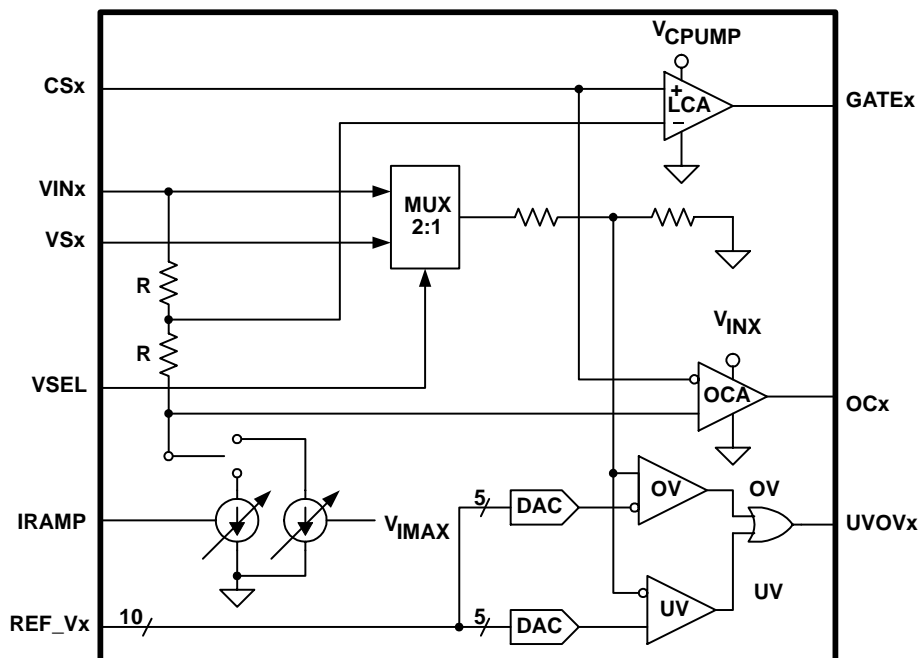 VCPUMP
CSx
+
LCA
−
GATEx
VINx
MUX
2:1
VSx
R
R
VINX
VSEL
OCA
OCx
5
DAC
OV
OV
IRAMP
VIMAX
UVOVx
UV
REF_Vx
10
5
DAC
UV